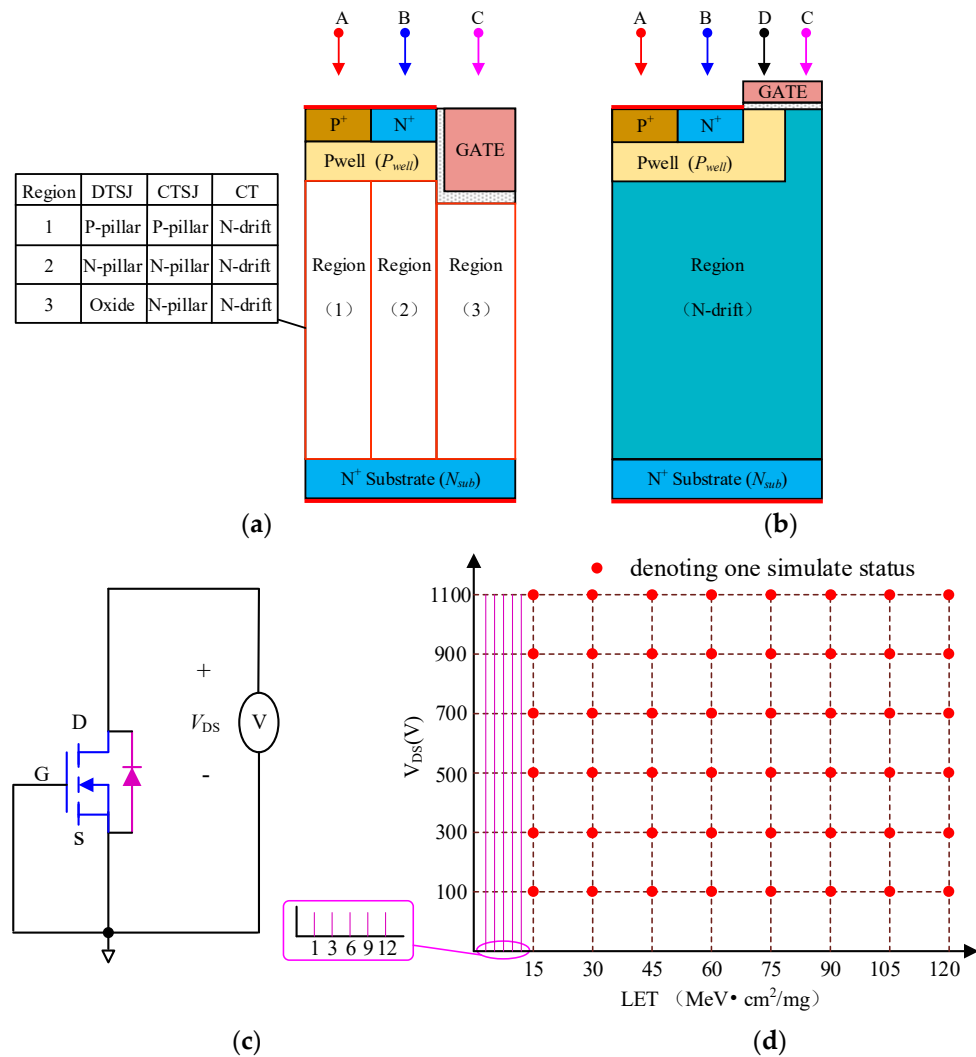 A B C
P+ N+
Pwell (Pwell)
GATE
Region DTSJ CTSJ CT
1 P-pillar P-pillar N-drift
2 N-pillar N-pillar N-drift
3 Oxide N-pillar N-drift
Region Region Region
(1) (2) (3)
N+ Substrate (Nsub)
(a)
A B D C
GATE
P+ N+
Pwell (Pwell)
Region
(N-drift)
N+ Substrate (Nsub)
(b)
D
G
S
+
VDS
-
V
(c)
denoting one simulate status
1100
900
700
500
300
100
VDS(V)
1 3 6 9 12
15 30 45 60 75 90 105 120
LET (MeV• cm2/mg)
(d)